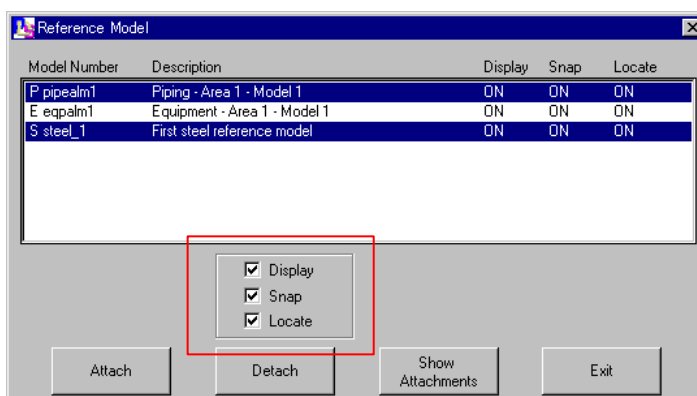 Reference Model
Model Number Description Display Snap Locate
P pipealm1 Piping - Area 1 - Model 1 ON ON ON
E eqpalm1 Equipment - Area 1 - Model 1 ON ON ON
S steel_1 First steel reference model ON ON ON
Display
Snap
Locate
Attach Detach Show Attachments Exit